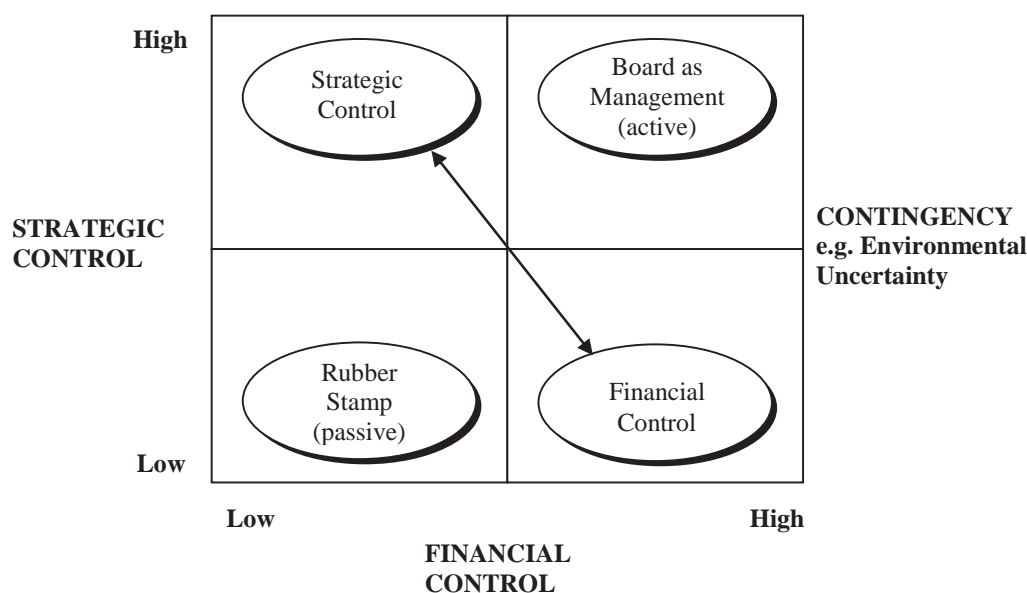 High
Strategic
Control
Board as
Management
(active)
STRATEGIC
CONTROL
CONTINGENCY
e.g. Environmental
Uncertainty
Rubber
Stamp
(passive)
Financial
Control
Low
Low
High
FINANCIAL
CONTROL